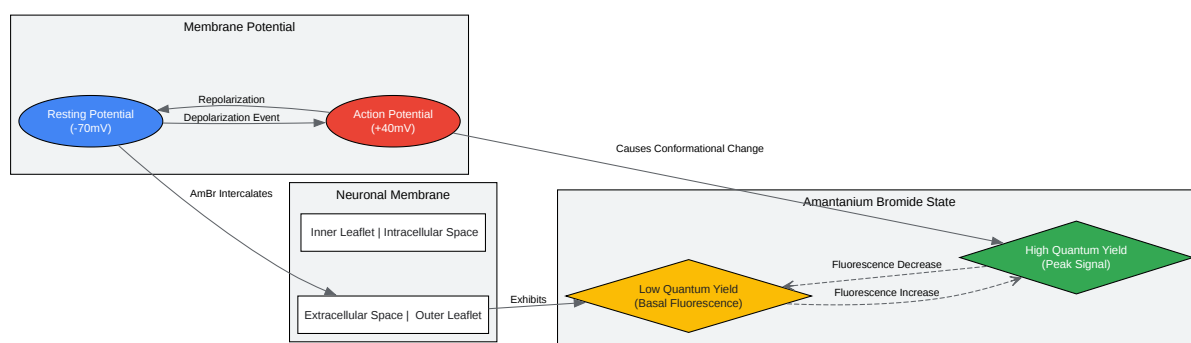 Membrane Potential
Resting Potential
(-70mV)
Repolarization
Depolarization Event
Action Potential
(+40mV)
Causes Conformational Change
AmBr Intercalates
Neuronal Membrane
Inner Leaflet | Intracellular Space
Extracellular Space |  Outer Leaflet
Exhibits
Amantanium Bromide State
Low Quantum Yield
(Basal Fluorescence)
Fluorescence Decrease
Fluorescence Increase
High Quantum Yield
(Peak Signal)